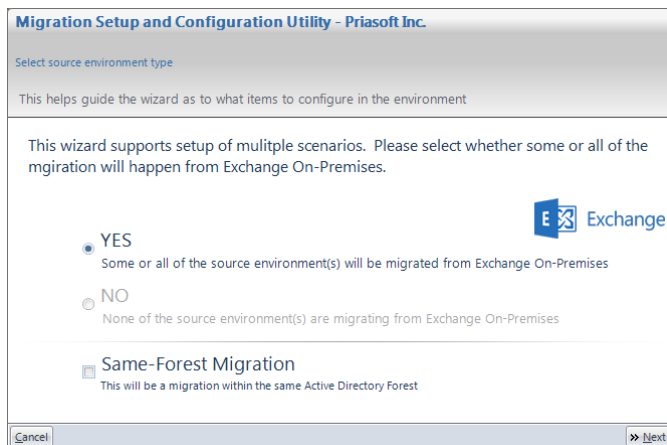 Migration Setup and Configuration Utility - Priasoft Inc.
Select source environment type
This helps guide the wizard as to what items to configure in the environment
This wizard supports setup of mulitple scenarios. Please select whether some or all of the
mgiration will happen from Exchange On-Premises.
E Exchange
YES
Some or all of the source environment(s) will be migrated from Exchange On-Premises
NO
None of the source environment(s) are migrating from Exchange On-Premises
Same-Forest Migration
This will be a migration within the same Active Directory Forest
Cancel
» Next